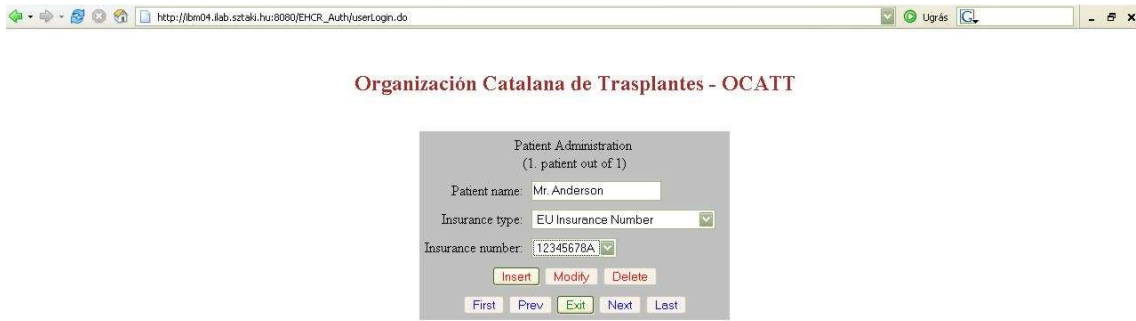 http://ibm04.ilab.sztaki.hu:8080/EHCR_Auth/userLogin.do Ugrás
Organización Catalana de Trasplantes - OCATT
Patient Administration
(1. patient out of 1)
Patient name: Mr. Anderson
Insurance type: EU Insurance Number
Insurance number: 12345678A
Insert Modify Delete
First Prev Exit Next Last